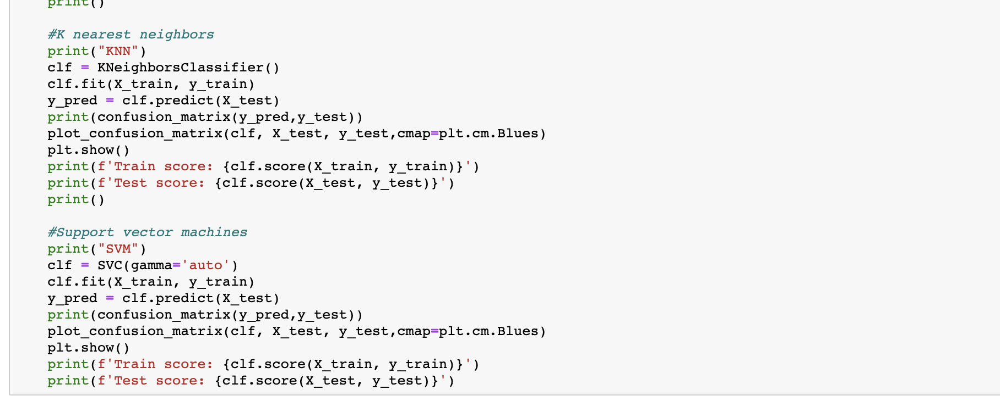 print()
#K nearest neighbors
print("KNN")
clf = KNeighborsClassifier()
clf.fit(X_train, y_train)
y_pred = clf.predict(X_test)
print(confusion_matrix(y_pred,y_test))
plot_confusion_matrix(clf, X_test, y_test,cmap=plt.cm.Blues)
plt.show()
print(f'Train score: {clf.score(X_train, y_train)}')
print(f'Test score: {clf.score(X_test, y_test)}')
print()
#Support vector machines
print("SVM")
clf = SVC(gamma='auto')
clf.fit(X_train, y_train)
y_pred = clf.predict(X_test)
print(confusion_matrix(y_pred,y_test))
plot_confusion_matrix(clf, X_test, y_test,cmap=plt.cm.Blues)
plt.show()
print(f'Train score: {clf.score(X_train, y_train)}')
print(f'Test score: {clf.score(X_test, y_test)}')